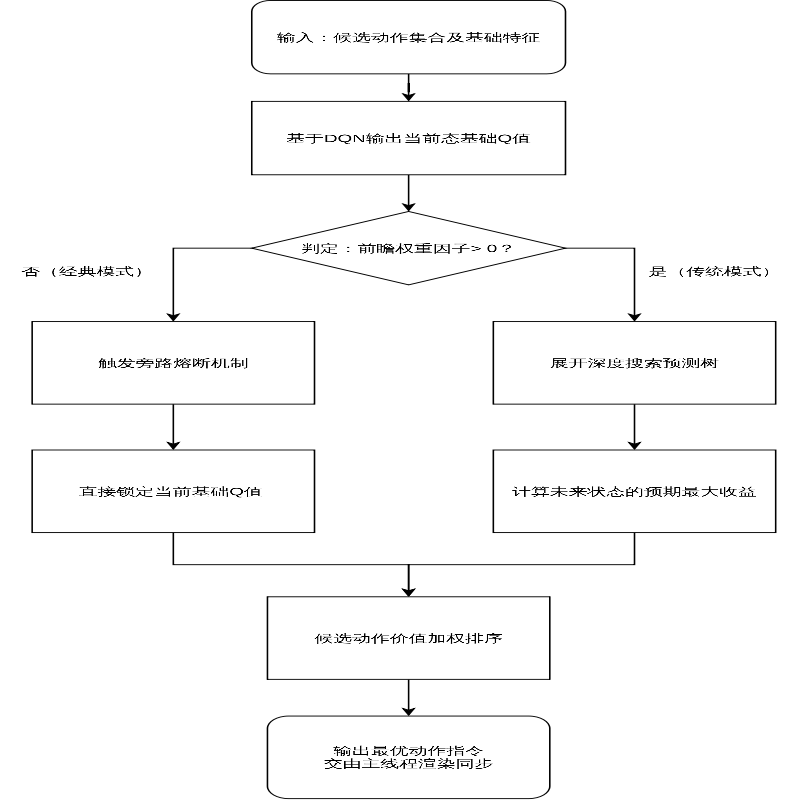 输入：候选动作集合及基础特征
基于DQN输出当前态基础Q值
判定：前瞻权重因子> 0？
否（经典模式）
是（传统模式）
触发旁路熔断机制
展开深度搜索预测树
直接锁定当前基础Q值
计算未来状态的预期最大收益
候选动作价值加权排序
输出最优动作指令
交由主线程渲染同步